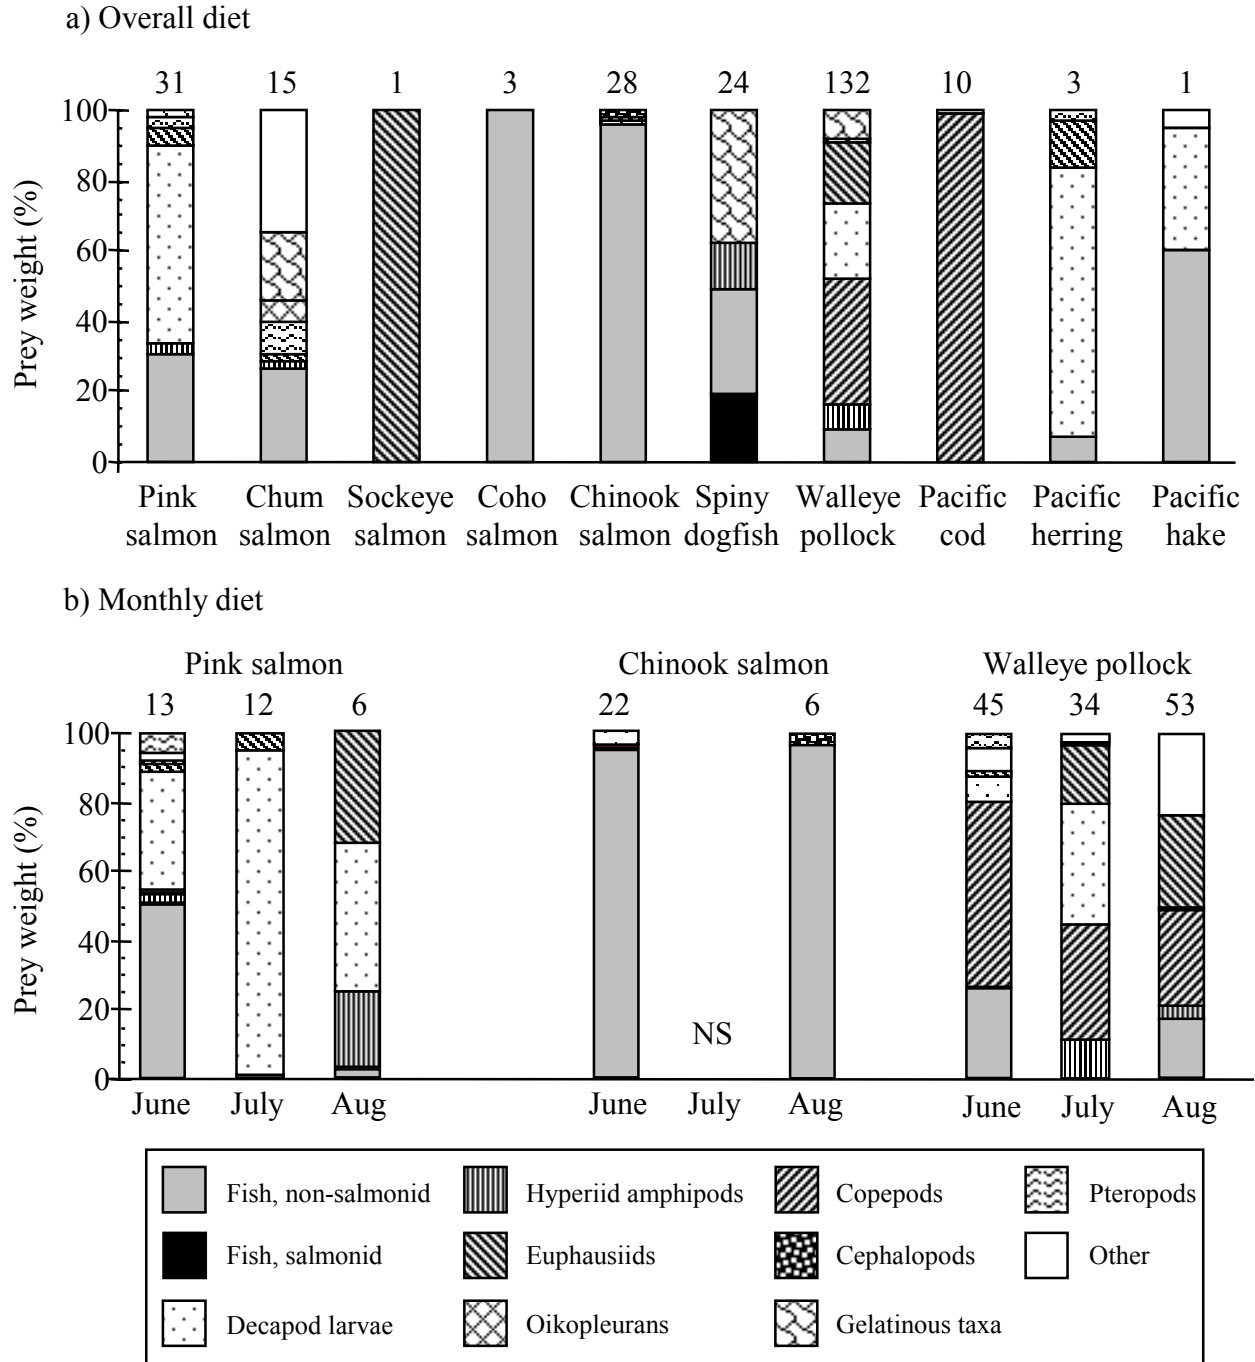 a) Overall diet
31 15 1 3 28 24 132 10 3 1
100
80
60
40
20
0
Prey weight (%)
Pink Chum Sockeye Coho Chinook Spiny Walleye Pacific Pacific Pacific
salmon salmon salmon salmon salmon dogfish pollock cod herring hake
b) Monthly diet
Pink salmon Chinook salmon Walleye pollock
13 12 6 22 6 45 34 53
100
80
60
40
20
0
Prey weight (%)
NS
June July Aug June July Aug June July Aug
Fish, non-salmonid Hyperiid amphipods Copepods Pteropods
Fish, salmonid Euphausiids Cephalopods Other
Decapod larvae Oikopleurans Gelatinous taxa